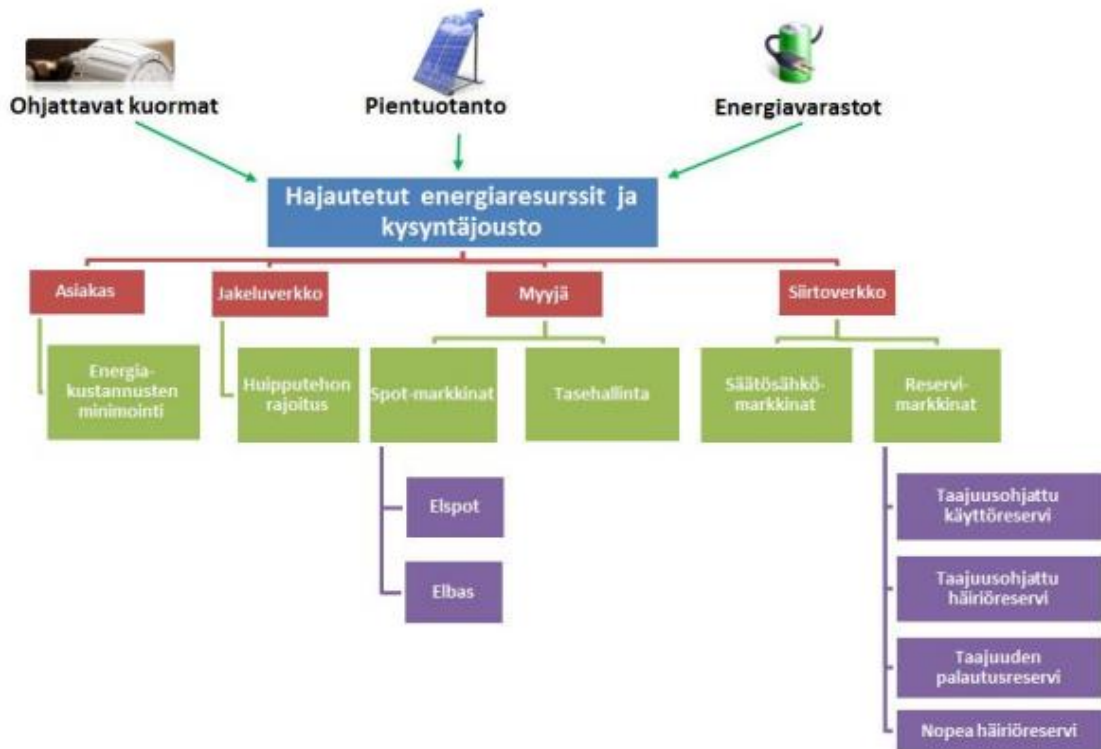 Ohjattavat kuormat
Pientuotanto
Energiavarastot
Hajautetut energiaresurssit ja
kysyntäjousto
Asiakas
Jakeluverkko
Myyjä
Siirtoverkko
Energia-
kustannusten
minimointi
Huipputehon
rajoitus
Spot-markkinat
Tasehallinta
Säätösähkö-
markkinat
Reservi-
markkinat
Elspot
Elbas
Taajuusohjattu
käyttöreservi
Taajuusohjattu
häiriöreservi
Taajuuden
palautusreservi
Nopea häiriöreservi